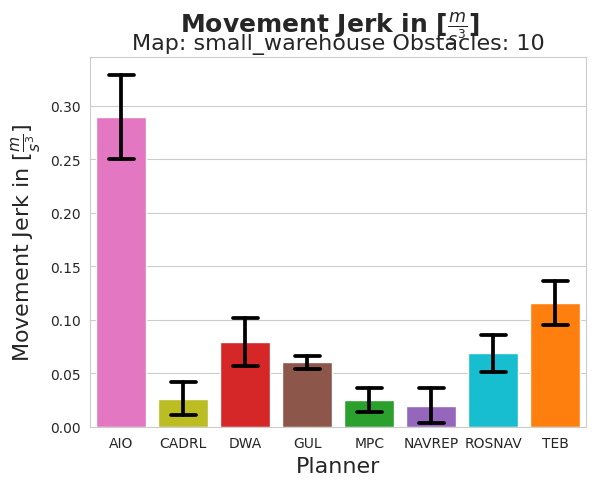 Movement Jerk in [m/s³]
Map: small_warehouse Obstacles: 10
Movement Jerk in [m/s³]
0.30
0.25
0.20
0.15
0.10
0.05
0.00
AIO CADRL DWA GUL MPC NAVREP ROSNAV TEB
Planner